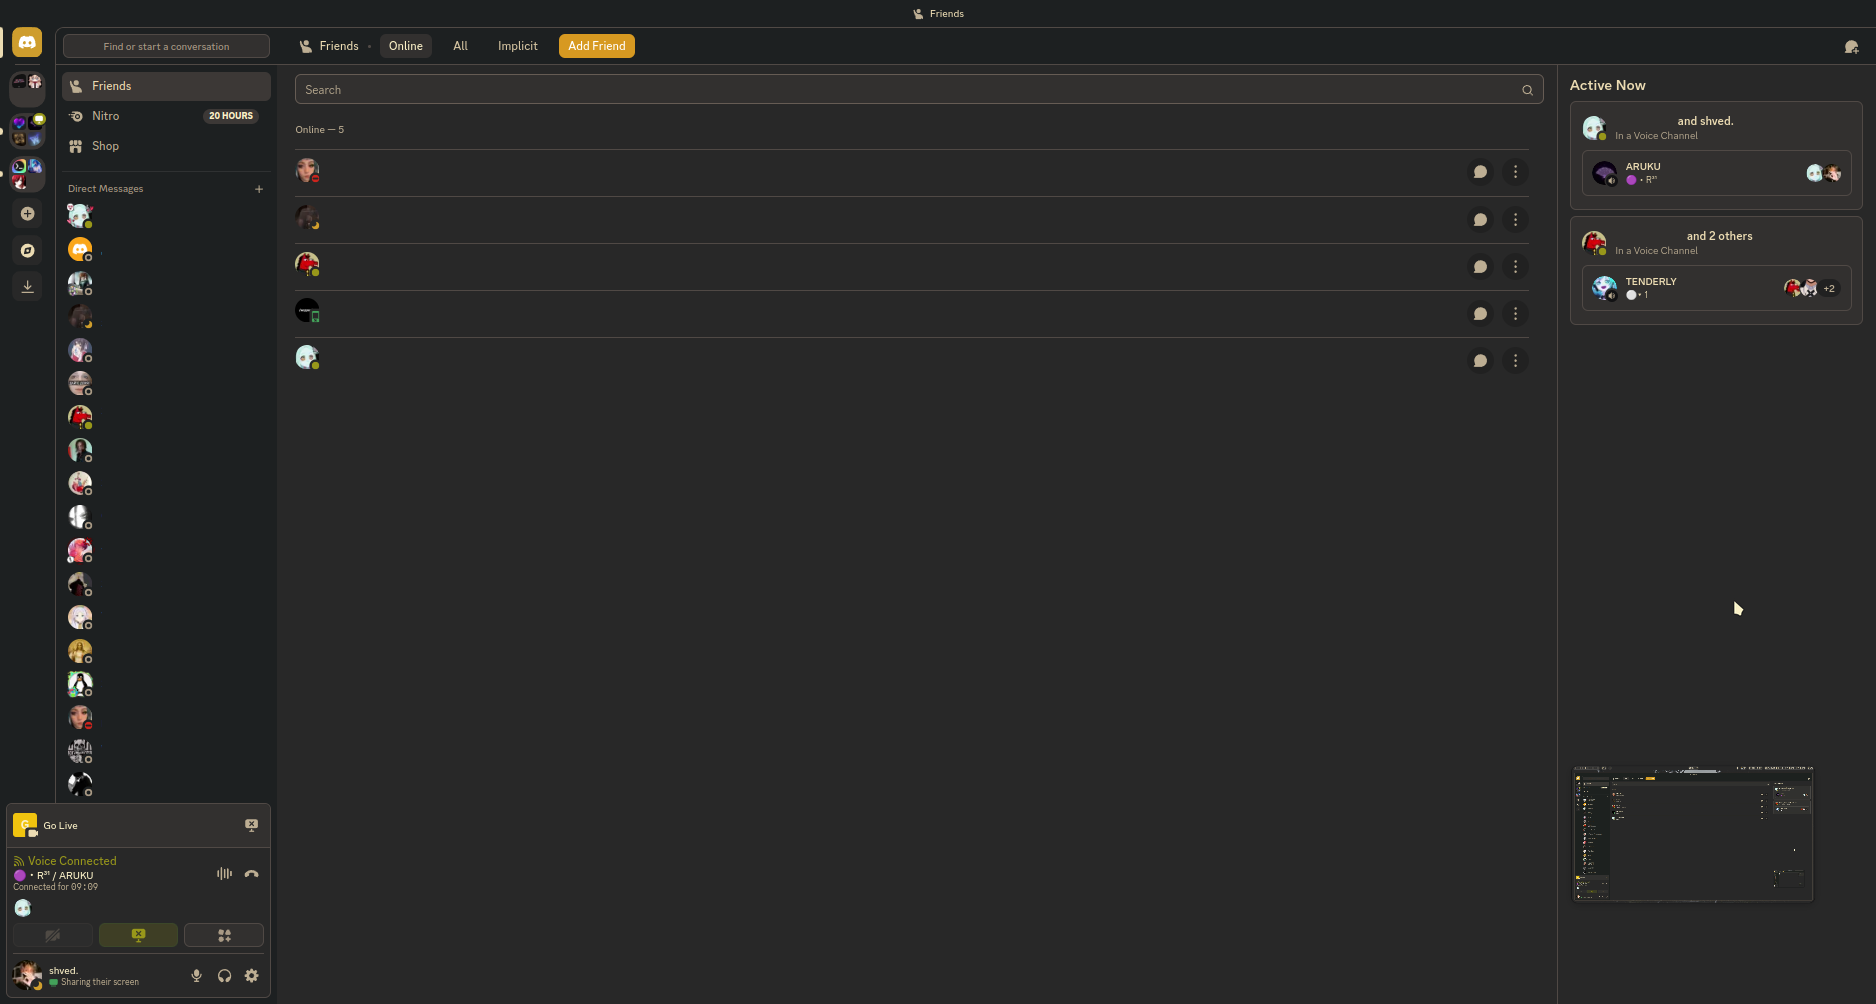 Friends
Find or start a conversation
Friends
Online
All
Implicit
Add Friend
Friends
Nitro
20 HOURS
Shop
Direct Messages
Search
Online — 5
Active Now
and shved.
In a Voice Channel
ARUKU
• R³¹
and 2 others
In a Voice Channel
TENDERLY
• 1
+2
G
Go Live
Voice Connected
• R³¹ / ARUKU
Connected for 09:09
shved.
Sharing their screen